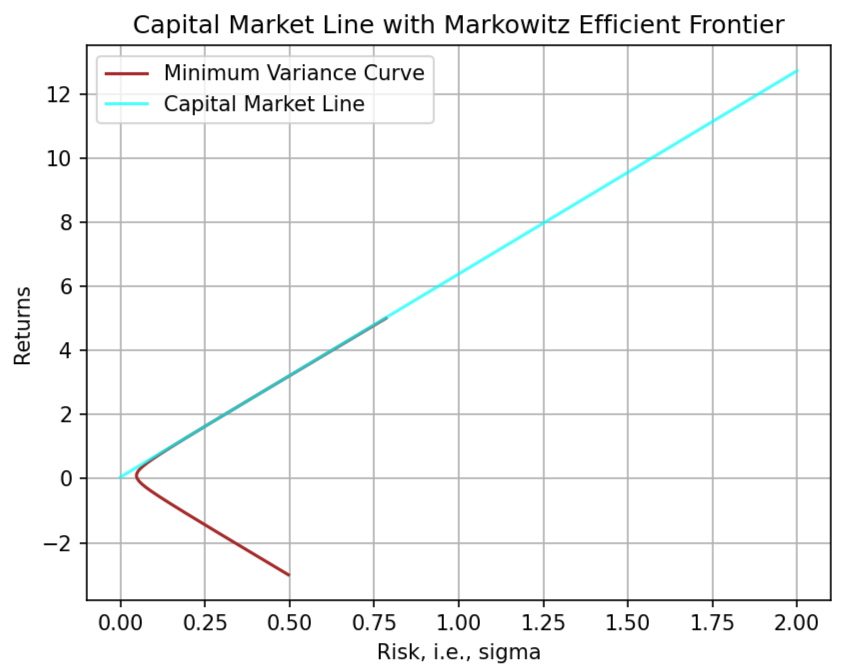 Capital Market Line with Markowitz Efficient Frontier
Minimum Variance Curve
Capital Market Line
12
10
8
6
4
2
0
−2
Returns
0.00 0.25 0.50 0.75 1.00 1.25 1.50 1.75 2.00
Risk, i.e., sigma